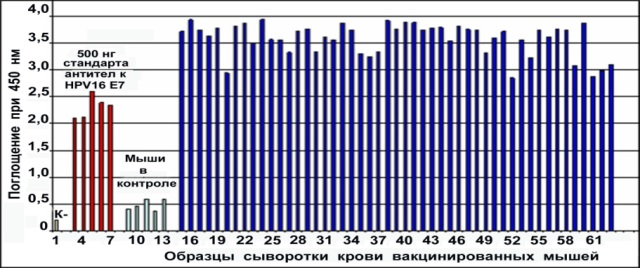 4,0
3,5
3,0
2,5
2,0
1,5
1,0
0,5
0
Поглощение при 450 нм
500 нг
стандарта
антител к
HPV16 E7
Мыши
в
контроле
К-
1 4 7 10 13 16 19 22 25 28 31 34 37 40 43 46 49 52 55 58 61
Образцы сыворотки крови вакцинированных мышей